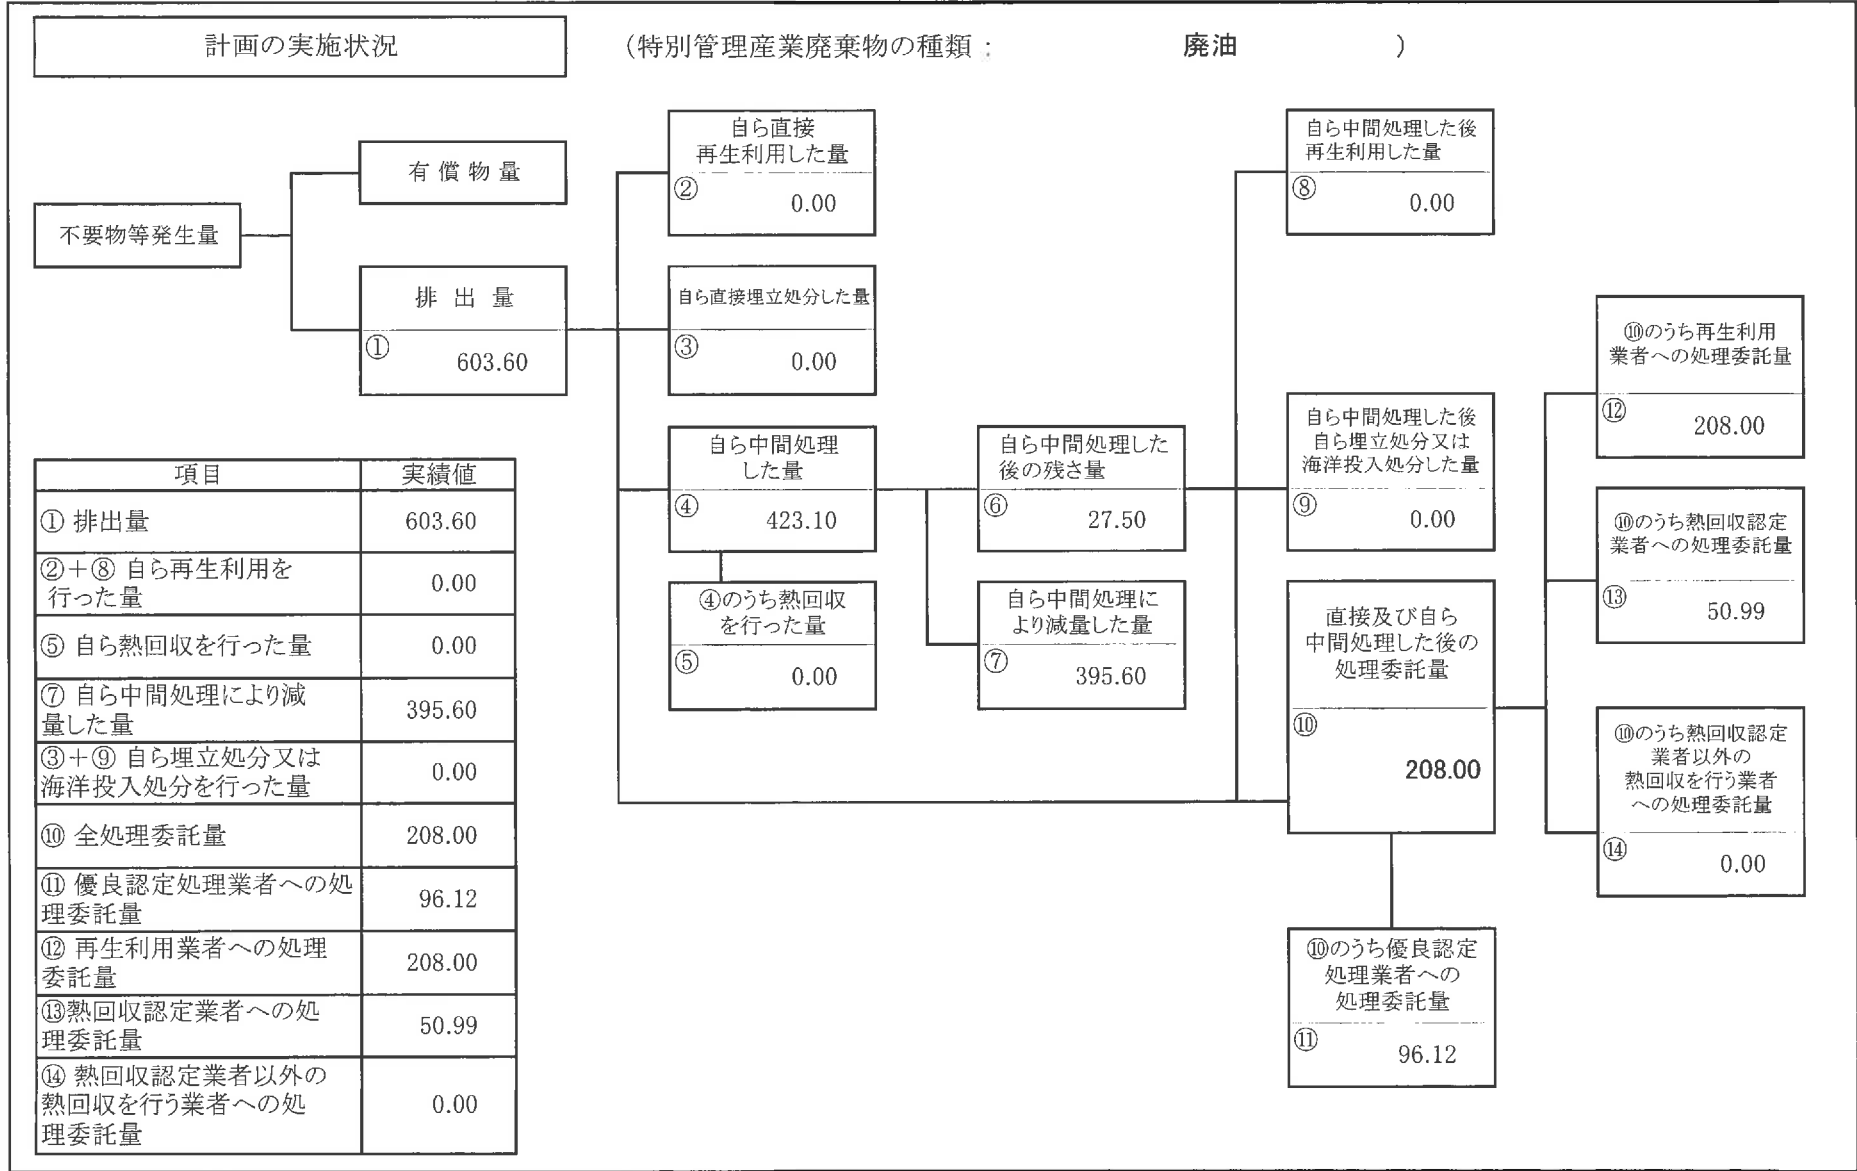 計画の実施状況
（特別管理産業廃棄物の種類： 廃油 ）
不要物等発生量
有償物量
排出量
①
603.60
自ら直接
再生利用した量
②
0.00
自ら直接埋立処分した量
③
0.00
自ら中間処理
した量
④
423.10
④のうち熱回収
を行った量
⑤
0.00
自ら中間処理した
後の残さ量
⑥
27.50
自ら中間処理に
より減量した量
⑦
395.60
自ら中間処理した後
再生利用した量
⑧
0.00
自ら中間処理した後
自ら埋立処分又は
海洋投入処分した量
⑨
0.00
直接及び自ら
中間処理した後の
処理委託量
⑩
208.00
⑩のうち優良認定
処理業者への
処理委託量
⑪
96.12
⑩のうち再生利用
業者への処理委託量
⑫
208.00
⑩のうち熱回収認定
業者への処理委託量
⑬
50.99
⑩のうち熱回収認定
業者以外の
熱回収を行う業者
への処理委託量
⑭
0.00
項目 実績値
① 排出量 603.60
②＋⑧ 自ら再生利用を
行った量 0.00
⑤ 自ら熱回収を行った量 0.00
⑦ 自ら中間処理により減
量した量 395.60
③＋⑨ 自ら埋立処分又は
海洋投入処分を行った量 0.00
⑩ 全処理委託量 208.00
⑪ 優良認定処理業者への処
理委託量 96.12
⑫ 再生利用業者への処理
委託量 208.00
⑬熱回収認定業者への処
理委託量 50.99
⑭ 熱回収認定業者以外の
熱回収を行う業者への処
理委託量 0.00